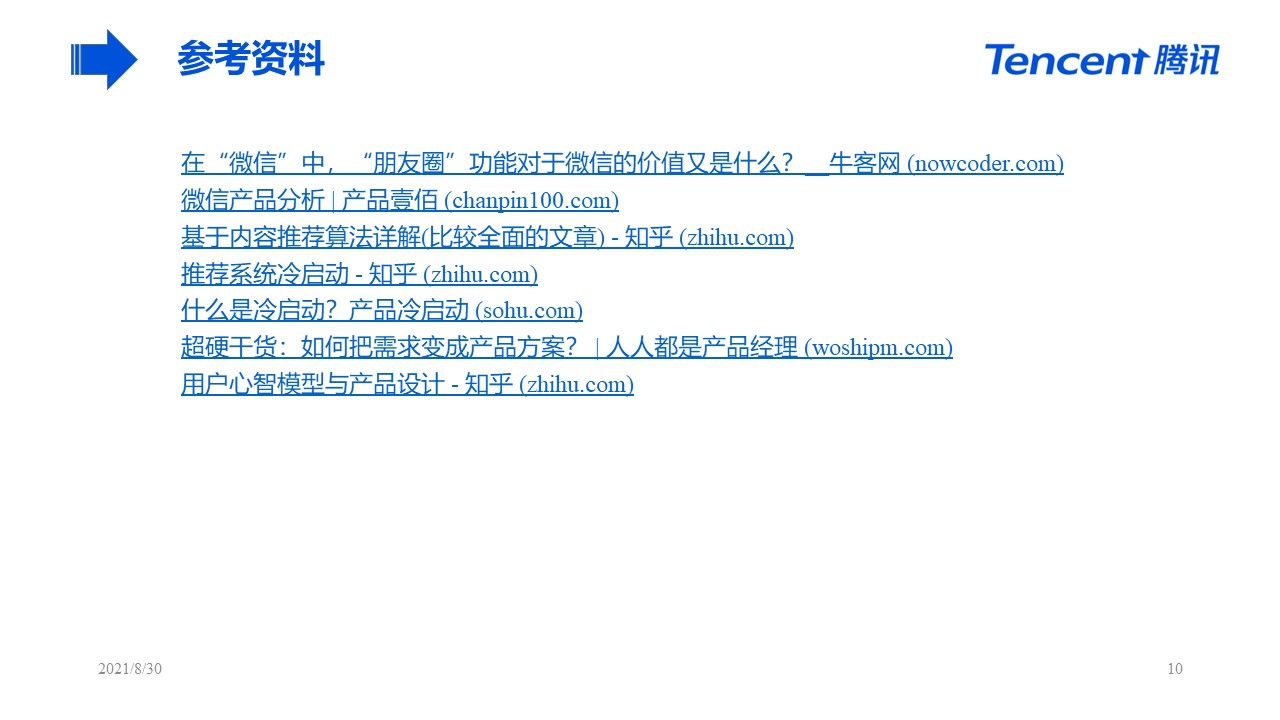 参考资料
Tencent腾讯
在“微信”中，“朋友圈”功能对于微信的价值又是什么？__牛客网 (nowcoder.com)
微信产品分析 | 产品壹佰 (chanpin100.com)
基于内容推荐算法详解(比较全面的文章) - 知乎 (zhihu.com)
推荐系统冷启动 - 知乎 (zhihu.com)
什么是冷启动？产品冷启动 (sohu.com)
超硬干货：如何把需求变成产品方案？ | 人人都是产品经理 (woshipm.com)
用户心智模型与产品设计 - 知乎 (zhihu.com)
2021/8/30
10